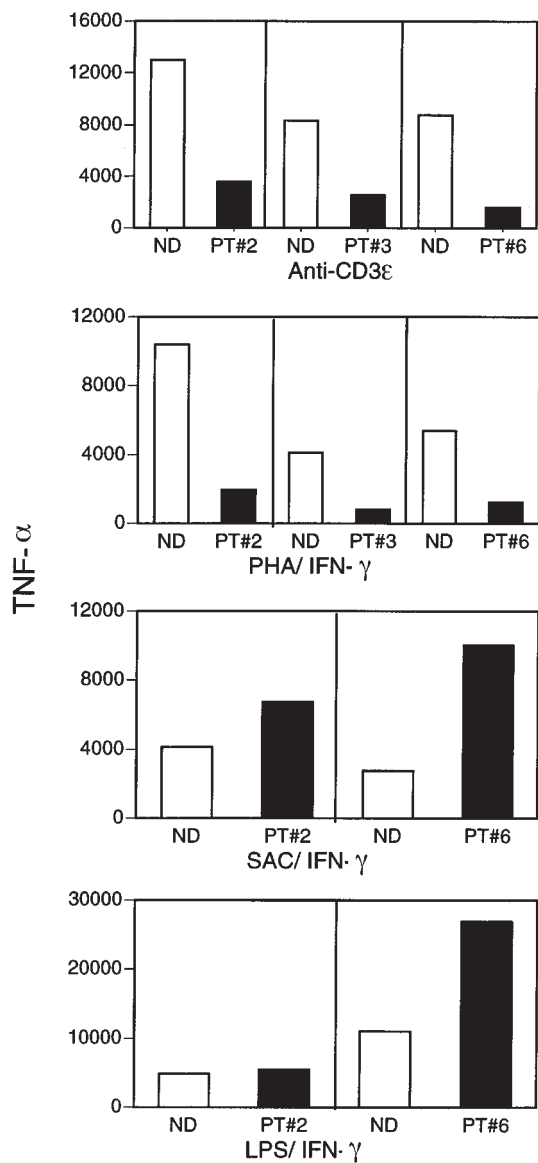 TNF-α
16000
12000
8000
4000
0
ND PT#2 ND PT#3 ND PT#6
Anti-CD3ε
12000
8000
4000
0
ND PT#2 ND PT#3 ND PT#6
PHA/ IFN-γ
12000
8000
4000
0
ND PT#2 ND PT#6
SAC/ IFN-γ
30000
20000
10000
0
ND PT#2 ND PT#6
LPS/ IFN-γ